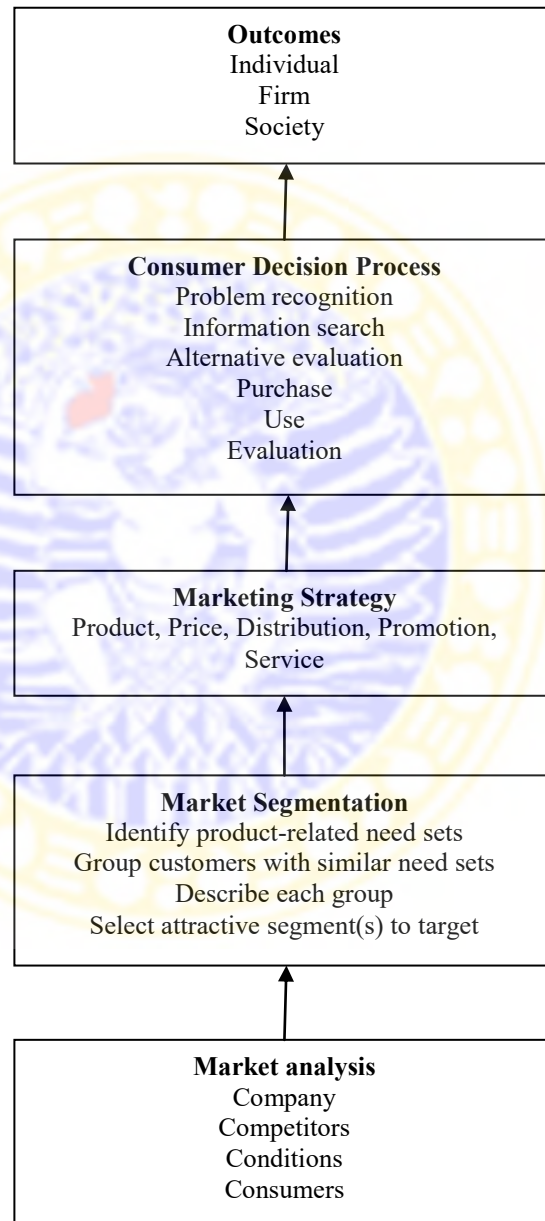 Outcomes
Individual
Firm
Society
Consumer Decision Process
Problem recognition
Information search
Alternative evaluation
Purchase
Use
Evaluation
Marketing Strategy
Product, Price, Distribution, Promotion,
Service
Market Segmentation
Identify product-related need sets
Group customers with similar need sets
Describe each group
Select attractive segment(s) to target
Market analysis
Company
Competitors
Conditions
Consumers